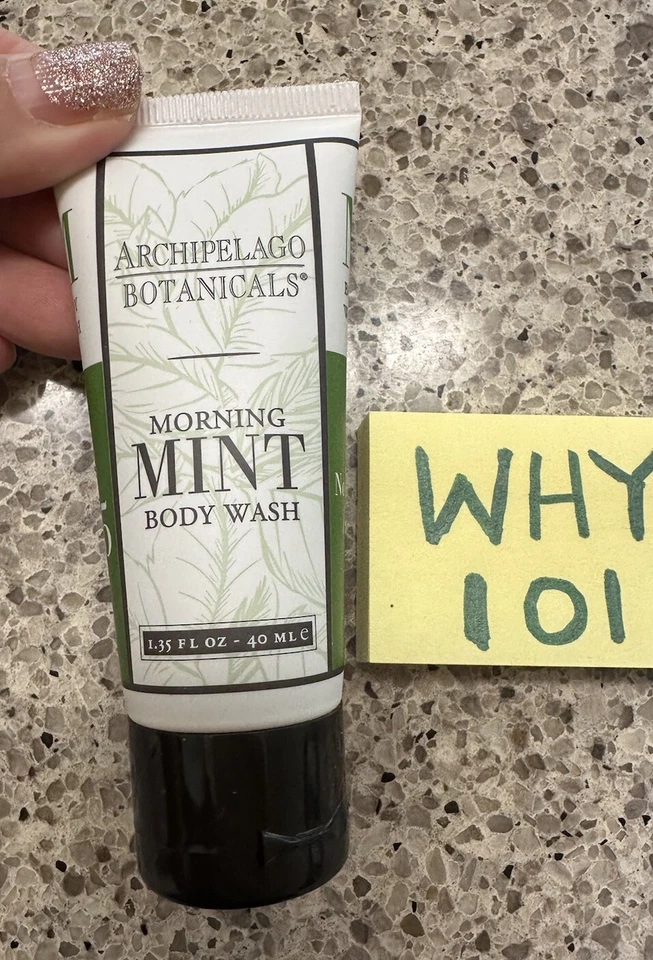 ARCHIPELAGO
BOTANICALS®
MORNING
MINT
BODY WASH
1.35 FL OZ - 40 ML ℮
WHY
101